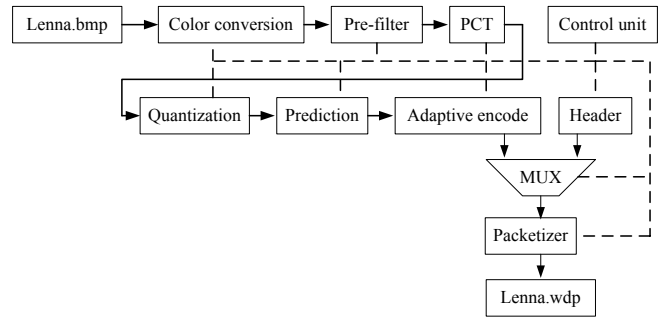 Lenna.bmp
Color conversion
Pre-filter
PCT
Control unit
Quantization
Prediction
Adaptive encode
Header
MUX
Packetizer
Lenna.wdp